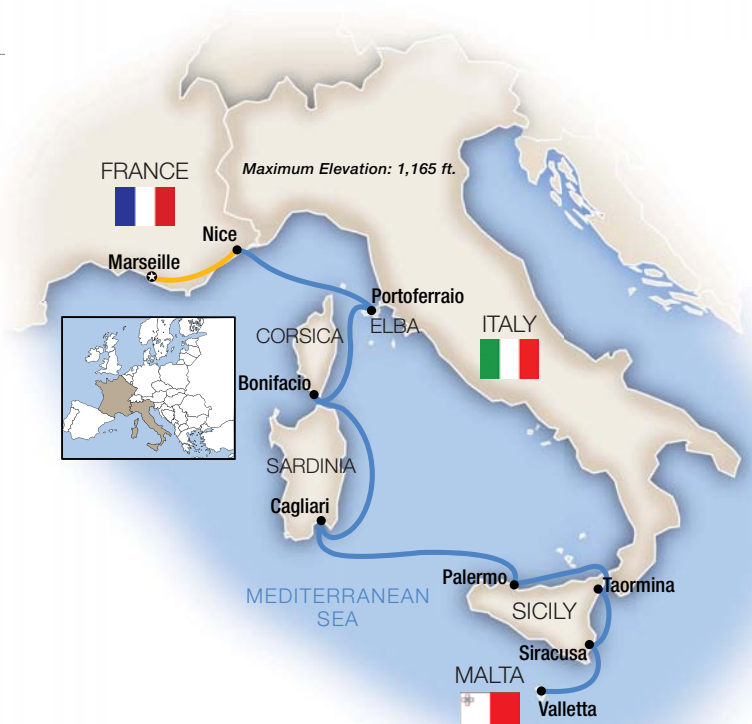 FRANCE
Maximum Elevation: 1,165 ft.
Nice
Marseille
Portoferraio
ELBA
CORSICA
ITALY
Bonifacio
SARDINIA
Cagliari
Palermo
Taormina
MEDITERRANEAN
SEA
SICILY
Siracusa
MALTA
Valletta